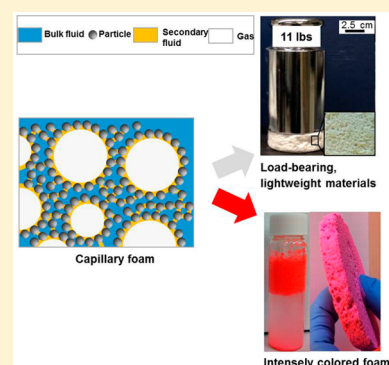 Bulk fluid Particle Secondary fluid Gas
2.5 cm
11 lbs
Load-bearing,
lightweight materials
Capillary foam
Intensely colored foam